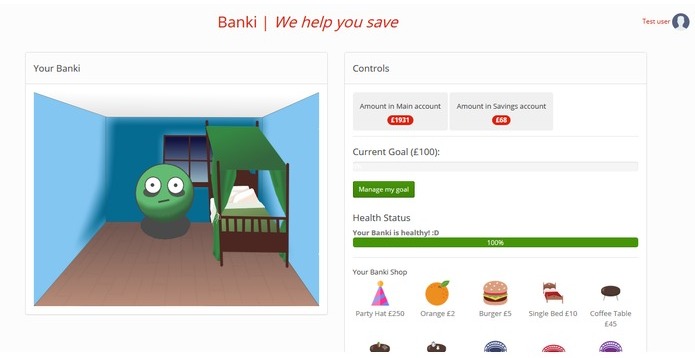 Banki | We help you save
Test user
Your Banki
Controls
Amount in Main account
£1931
Amount in Savings account
£68
Current Goal (£100):
Manage my goal
Health Status
Your Banki is healthy! :D
100%
Your Banki Shop
Party Hat £250
Orange £2
Burger £5
Single Bed £10
Coffee Table
£45